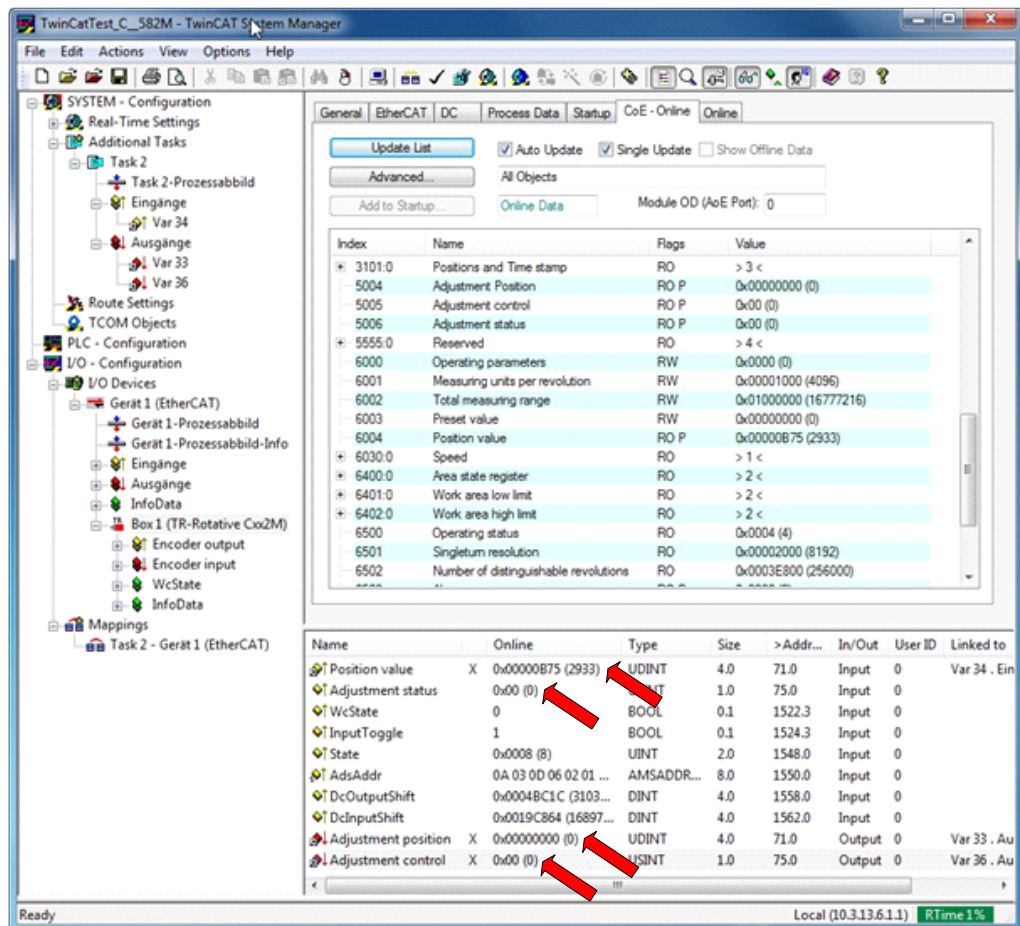 TwinCatTest_C__582M - TwinCAT System Manager
File Edit Actions View Options Help
SYSTEM - Configuration
Real-Time Settings
Additional Tasks
Task 2
Task 2-Prozessabbild
Eingänge
Var 34
Ausgänge
Var 33
Var 36
Route Settings
TCOM Objects
PLC - Configuration
I/O - Configuration
I/O Devices
Gerät 1 (EtherCAT)
Gerät 1-Prozessabbild
Gerät 1-Prozessabbild-Info
Eingänge
Ausgänge
InfoData
Box 1 (TR-Rotative Cxx2M)
Encoder output
Encoder input
WcState
InfoData
Mappings
Task 2 - Gerät 1 (EtherCAT)
General EtherCAT DC Process Data Startup CoE - Online Online
Update List Auto Update Single Update Show Offline Data
Advanced... All Objects
Add to Startup... Online Data Module OD (AoE Port): 0
Index Name Flags Value
3101:0 Positions and Time stamp RO > 3 <
5004 Adjustment Position RO P 0x00000000 (0)
5005 Adjustment control RO P 0x00 (0)
5006 Adjustment status RO P 0x00 (0)
5555:0 Reserved RO > 4 <
6000 Operating parameters RW 0x0000 (0)
6001 Measuring units per revolution RW 0x00001000 (4096)
6002 Total measuring range RW 0x01000000 (16777216)
6003 Preset value RW 0x00000000 (0)
6004 Postion value RO P 0x00000B75 (2933)
6030:0 Speed RO > 1 <
6400:0 Area state register RO > 2 <
6401:0 Work area low limit RO > 2 <
6402:0 Work area high limit RO > 2 <
6500 Operating status RO 0x0004 (4)
6501 Singleturn resolution RO 0x00002000 (8192)
6502 Number of distinguishable revolutions RO 0x0003E800 (256000)
Name Online Type Size >Addr... In/Out User ID Linked to
Position value X 0x00000B75 (2933) UDINT 4.0 71.0 Input 0 Var 34 . Ein
Adjustment status 0x00 (0) 1.0 75.0 Input 0
WcState 0 BOOL 0.1 1522.3 Input 0
InputToggle 1 BOOL 0.1 1524.3 Input 0
State 0x0008 (8) UINT 2.0 1548.0 Input 0
AdsAddr 0A 03 0D 06 02 01 ... AMSADDR... 8.0 1550.0 Input 0
DcOutputShift 0x0004BC1C (3103... DINT 4.0 1558.0 Input 0
DcInputShift 0x0019C864 (16897... DINT 4.0 1562.0 Input 0
Adjustment position X 0x00000000 (0) UDINT 4.0 71.0 Output 0 Var 33 . Au
Adjustment control X 0x00 (0) USINT 1.0 75.0 Output 0 Var 36 . Au
Ready Local (10.3.13.6.1.1) RTime 1%